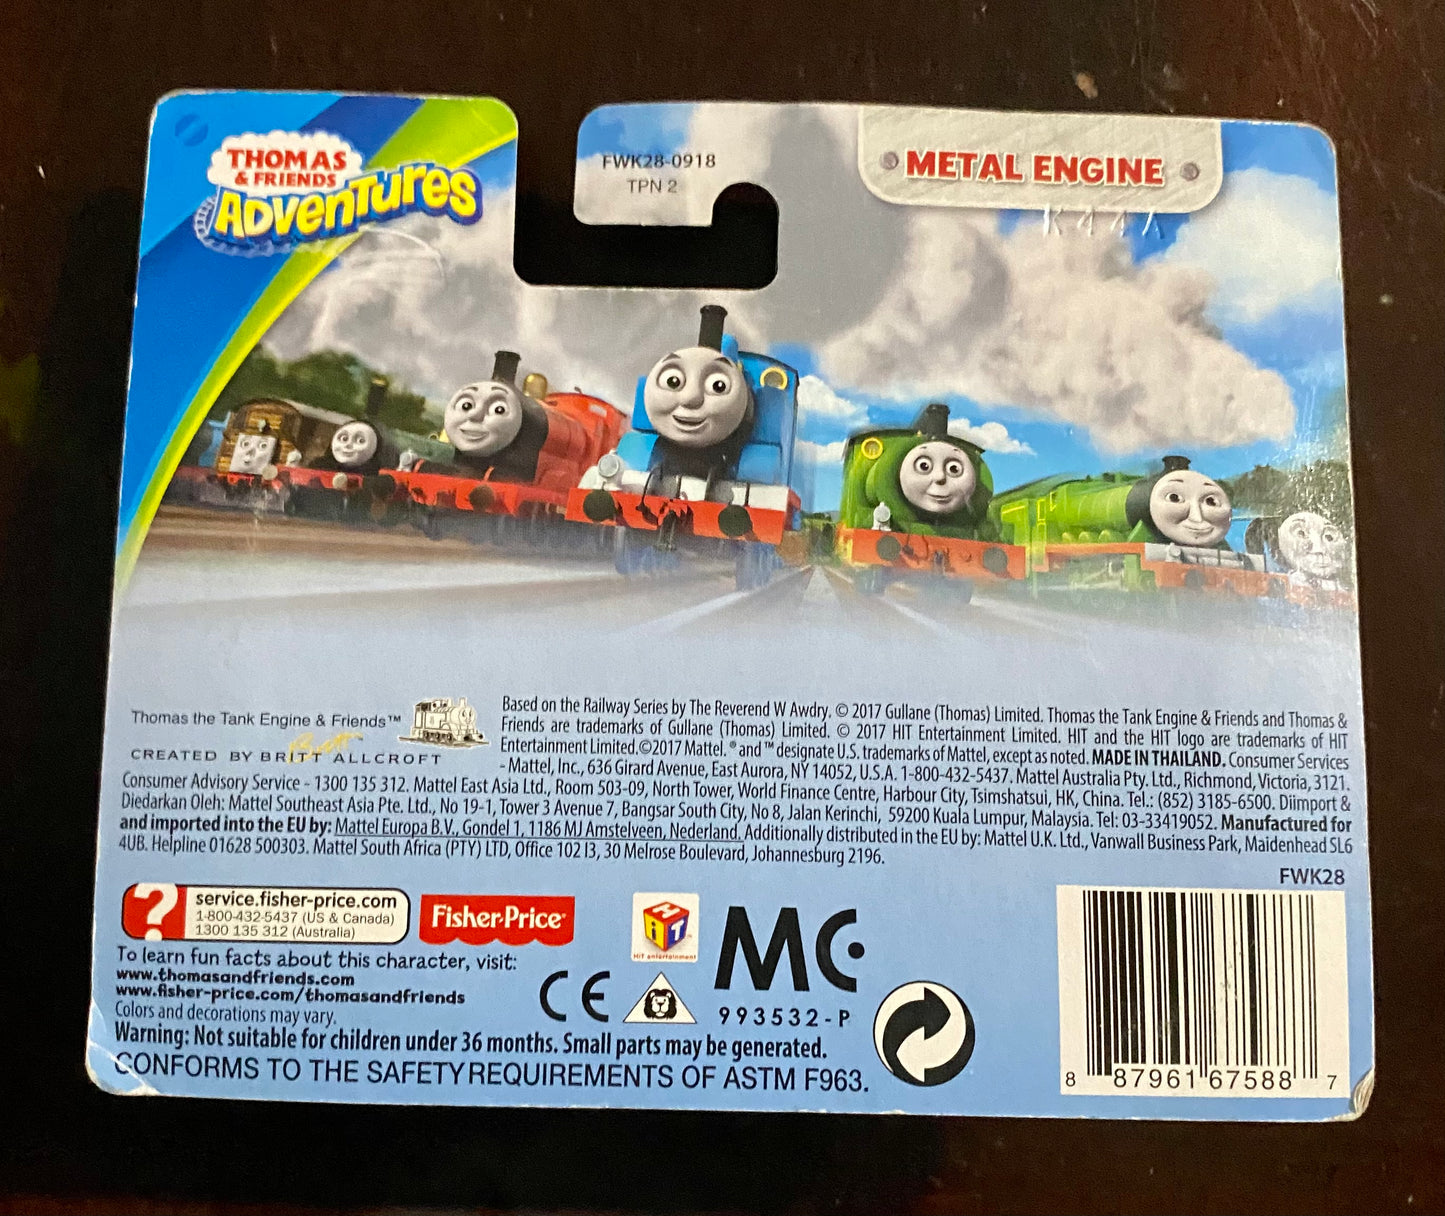 THOMAS
& FRIENDS
ADVENTURES
FWK28-0918
TPN 2
METAL ENGINE
Thomas the Tank Engine & Friends™
CREATED BY BRITT ALLCROFT
Based on the Railway Series by The Reverend W Awdry. © 2017 Gullane (Thomas) Limited. Thomas the Tank Engine & Friends and Thomas &
Friends are trademarks of Gullane (Thomas) Limited. © 2017 HIT Entertainment Limited. HIT and the HIT logo are trademarks of HIT
Entertainment Limited.©2017 Mattel. ® and ™ designate U.S. trademarks of Mattel, except as noted. MADE IN THAILAND. Consumer Services
- Mattel, Inc., 636 Girard Avenue, East Aurora, NY 14052, U.S.A. 1-800-432-5437. Mattel Australia Pty. Ltd., Richmond, Victoria, 3121.
Consumer Advisory Service - 1300 135 312. Mattel East Asia Ltd., Room 503-09, North Tower, World Finance Centre, Harbour City, Tsimshatsui, HK, China. Tel.: (852) 3185-6500. Diimport &
Diedarkan Oleh: Mattel Southeast Asia Pte. Ltd., No 19-1, Tower 3 Avenue 7, Bangsar South City, No 8, Jalan Kerinchi, 59200 Kuala Lumpur, Malaysia. Tel: 03-33419052. Manufactured for
and imported into the EU by: Mattel Europa B.V., Gondel 1, 1186 MJ Amstelveen, Nederland. Additionally distributed in the EU by: Mattel U.K. Ltd., Vanwall Business Park, Maidenhead SL6
4UB. Helpline 01628 500303. Mattel South Africa (PTY) LTD, Office 102 I3, 30 Melrose Boulevard, Johannesburg 2196.
FWK28
?
service.fisher-price.com
1-800-432-5437 (US & Canada)
1300 135 312 (Australia)
Fisher-Price®
HiT
HiT entertainment™
MC
993532-P
CE
To learn fun facts about this character, visit:
www.thomasandfriends.com
www.fisher-price.com/thomasandfriends
Colors and decorations may vary.
Warning: Not suitable for children under 36 months. Small parts may be generated.
CONFORMS TO THE SAFETY REQUIREMENTS OF ASTM F963.
8 87961 67588 7